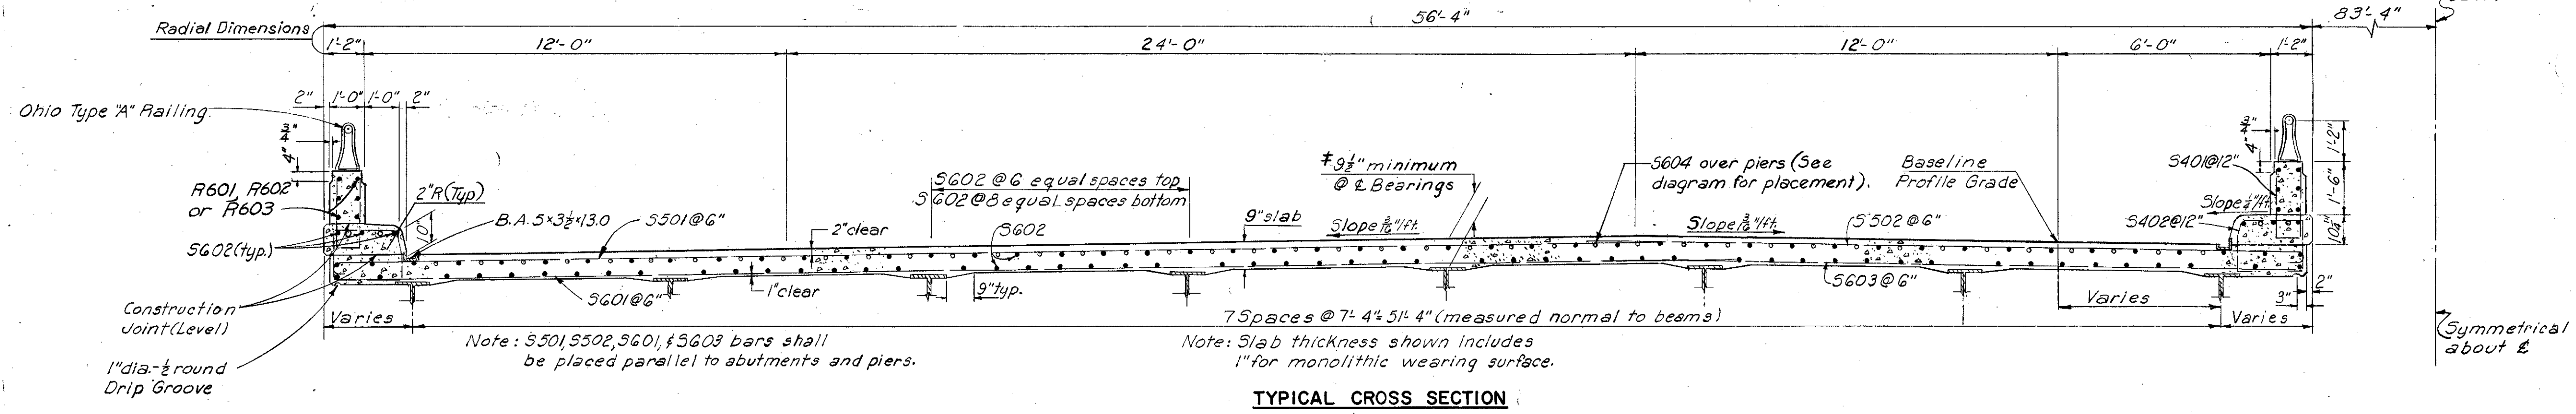 56'-4"
83'-4"
Radial Dimensions
1'-2"
12'-0"
24'-0"
12'-0"
6'-0"
1'-2"
2"
1'-0"
1'-0"
2"
Ohio Type "A" Railing
3/4"
4"
R601, R602
or R603
2"R(Typ)
10"
B.A. 5×3½×13.0
S501@6"
S602(typ.)
2"clear
S602 @ 6 equal spaces top
S602 @ 8 equal spaces bottom
S602
9"slab
‡9½" minimum
@ ℄ Bearings
Slope 3/16"/ft.
S604 over piers (See
diagram for placement).
Slope 3/16"/ft.
Baseline
Profile Grade
S502@6"
3/4"
4"
1'-2"
S401@12"
1'-6"
Slope ¼"/ft.
S402@12"
10¾"
Construction
Joint (Level)
S601@6"
1"clear
9"typ.
S603@6"
2"
3"
Varies
Varies
7 Spaces @ 7'-4"=51'-4" (measured normal to beams)
Varies
Note: S501, S502, S601, & S603 bars shall
be placed parallel to abutments and piers.
Note: Slab thickness shown includes
1" for monolithic wearing surface.
1"dia.-½ round
Drip Groove
Symmetrical
about ℄
TYPICAL CROSS SECTION